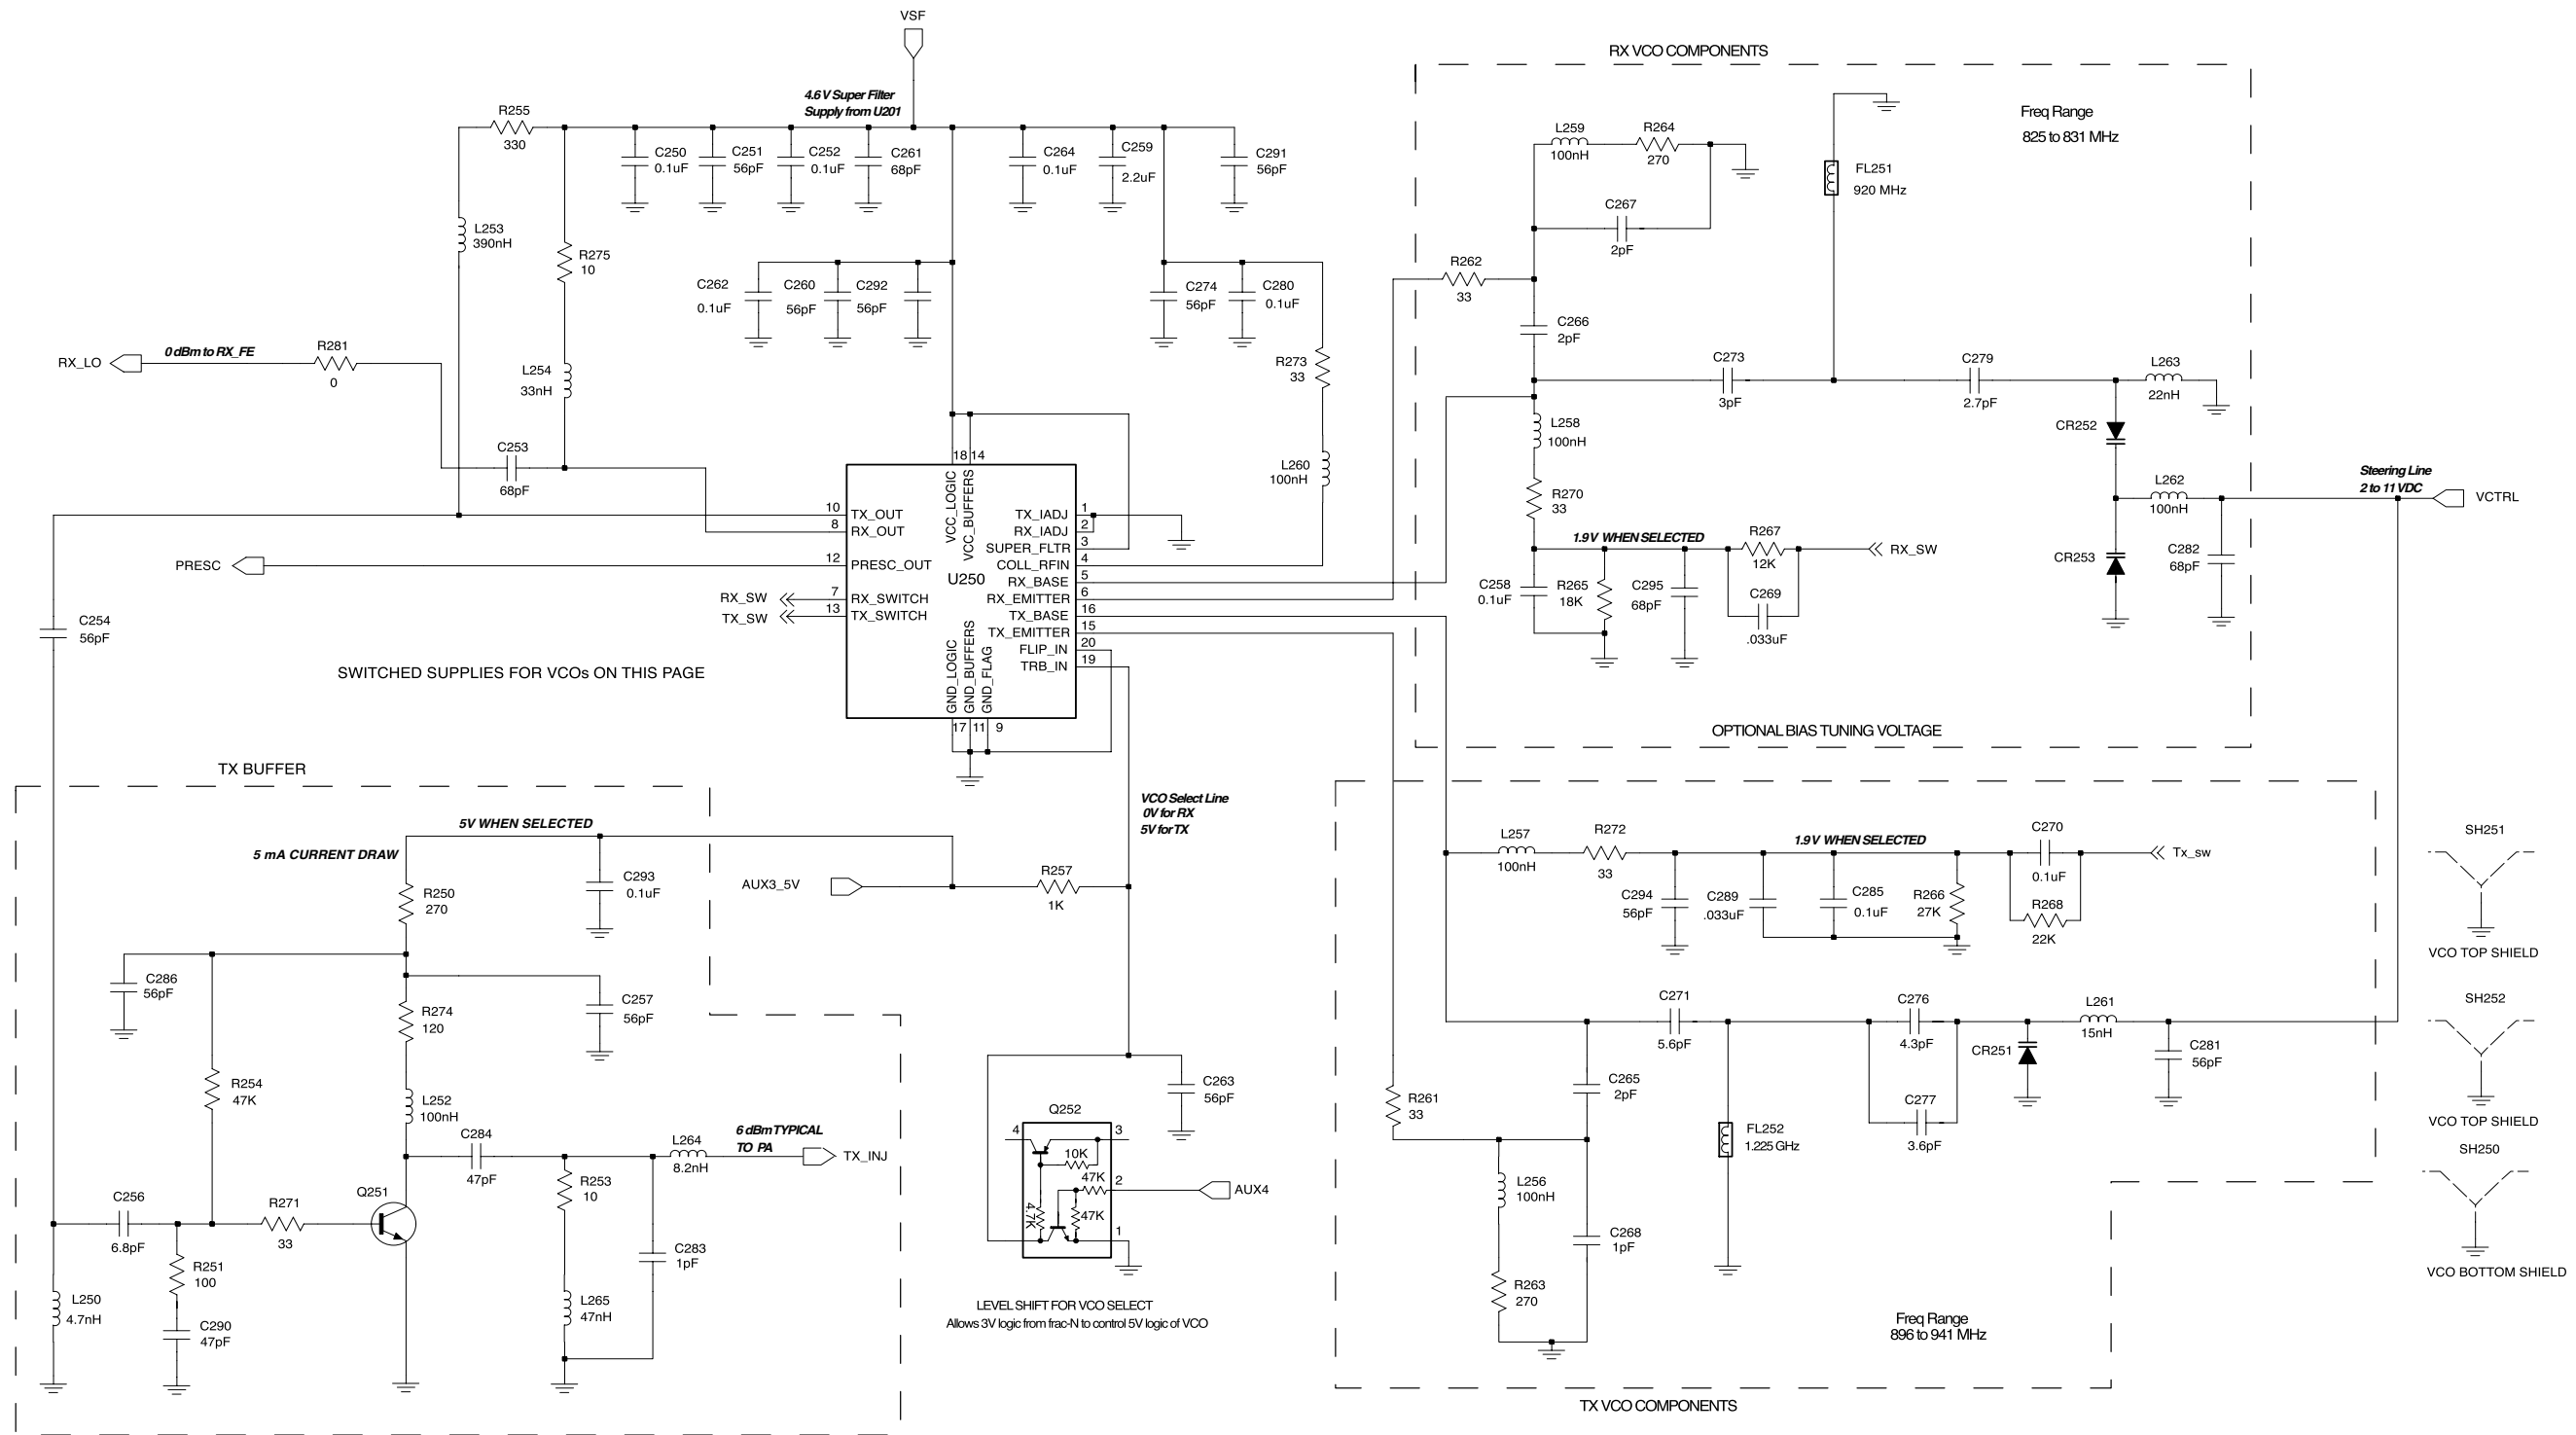 VSF
4.6 V Super Filter
Supply from U201
R255
330
C250
0.1uF
C251
56pF
C252
0.1uF
C261
68pF
C264
0.1uF
C259
2.2uF
C291
56pF
L253
390nH
R275
10
C262
0.1uF
C260
56pF
C292
56pF
C274
56pF
C280
0.1uF
RX_LO
0 dBm to RX_FE
R281
0
L254
33nH
R273
33
C253
68pF
L260
100nH
18
14
VCC_LOGIC
VCC_BUFFERS
10
TX_OUT
8
RX_OUT
12
PRESC_OUT
PRESC
U250
RX_SW
7
RX_SWITCH
TX_SW
13
TX_SWITCH
TX_IADJ
1
RX_IADJ
2
SUPER_FLTR
3
COLL_RFIN
4
RX_BASE
5
RX_EMITTER
6
TX_BASE
16
TX_EMITTER
15
FLIP_IN
20
TRB_IN
19
GND_LOGIC
GND_BUFFERS
GND_FLAG
17
11
9
C254
56pF
SWITCHED SUPPLIES FOR VCOs ON THIS PAGE
RX VCO COMPONENTS
Freq Range
825 to 831 MHz
L259
100nH
R264
270
C267
2pF
FL251
920 MHz
R262
33
C266
2pF
C273
3pF
C279
2.7pF
L263
22nH
L258
100nH
CR252
R270
33
L262
100nH
Steering Line
2 to 11 VDC
VCTRL
1.9 V WHEN SELECTED
R267
12K
RX_SW
C258
0.1uF
R265
18K
C295
68pF
C269
.033uF
CR253
C282
68pF
OPTIONAL BIAS TUNING VOLTAGE
TX BUFFER
5V WHEN SELECTED
5 mA CURRENT DRAW
R250
270
C293
0.1uF
AUX3_5V
R257
1K
VCO Select Line
0V for RX
5V for TX
C286
56pF
R274
120
C257
56pF
R254
47K
L252
100nH
C284
47pF
L264
8.2nH
6 dBm TYPICAL
TO PA
TX_INJ
C256
6.8pF
R271
33
Q251
R253
10
R251
100
C283
1pF
L250
4.7nH
C290
47pF
L265
47nH
C263
56pF
Q252
4
3
10K
47K
2
AUX4
4.7K
47K
1
LEVEL SHIFT FOR VCO SELECT
Allows 3V logic from frac-N to control 5V logic of VCO
L257
100nH
R272
33
1.9 V WHEN SELECTED
C270
0.1uF
Tx_sw
C294
56pF
C289
.033uF
C285
0.1uF
R266
27K
R268
22K
C271
5.6pF
C276
4.3pF
L261
15nH
CR251
C281
56pF
R261
33
C265
2pF
C277
3.6pF
FL252
1.225 GHz
L256
100nH
C268
1pF
R263
270
Freq Range
896 to 941 MHz
TX VCO COMPONENTS
SH251
VCO TOP SHIELD
SH252
VCO TOP SHIELD
SH250
VCO BOTTOM SHIELD